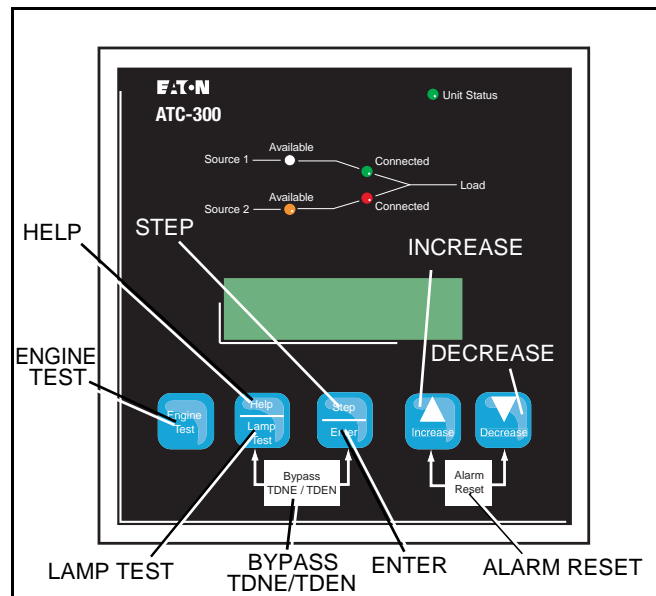 EATON
ATC-300
Unit Status
Available
Source 1
Connected
Load
Available
Source 2
Connected
STEP
HELP
INCREASE
DECREASE
ENGINE
TEST
Engine
Test
Help
Lamp
Test
Step
Enter
Increase
Decrease
Bypass
TDNE / TDEN
Alarm
Reset
LAMP TEST
BYPASS
TDNE/TDEN
ENTER
ALARM RESET